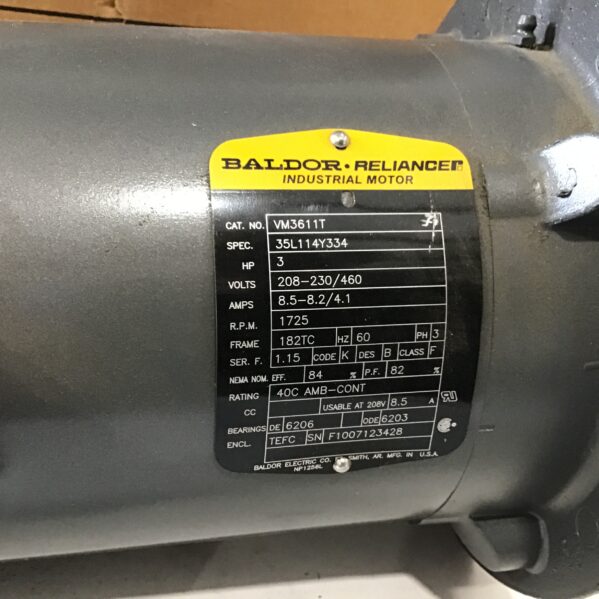 BALDOR • RELIANCER
INDUSTRIAL MOTOR
CAT. NO. VM3611T
SPEC. 35L114Y334
HP 3
VOLTS 208-230/460
AMPS 8.5-8.2/4.1
R.P.M. 1725
FRAME 182TC HZ 60 PH 3
SER. F. 1.15 CODE K DES B CLASS F
NEMA NOM. EFF. 84 % P.F. 82 %
RATING 40C AMB-CONT
CC USABLE AT 208V 8.5 A
BEARINGS DE 6206 ODE 6203
ENCL. TEFC SN F1007123428
BALDOR ELECTRIC CO. SMITH, AR. MFG. IN U.S.A.